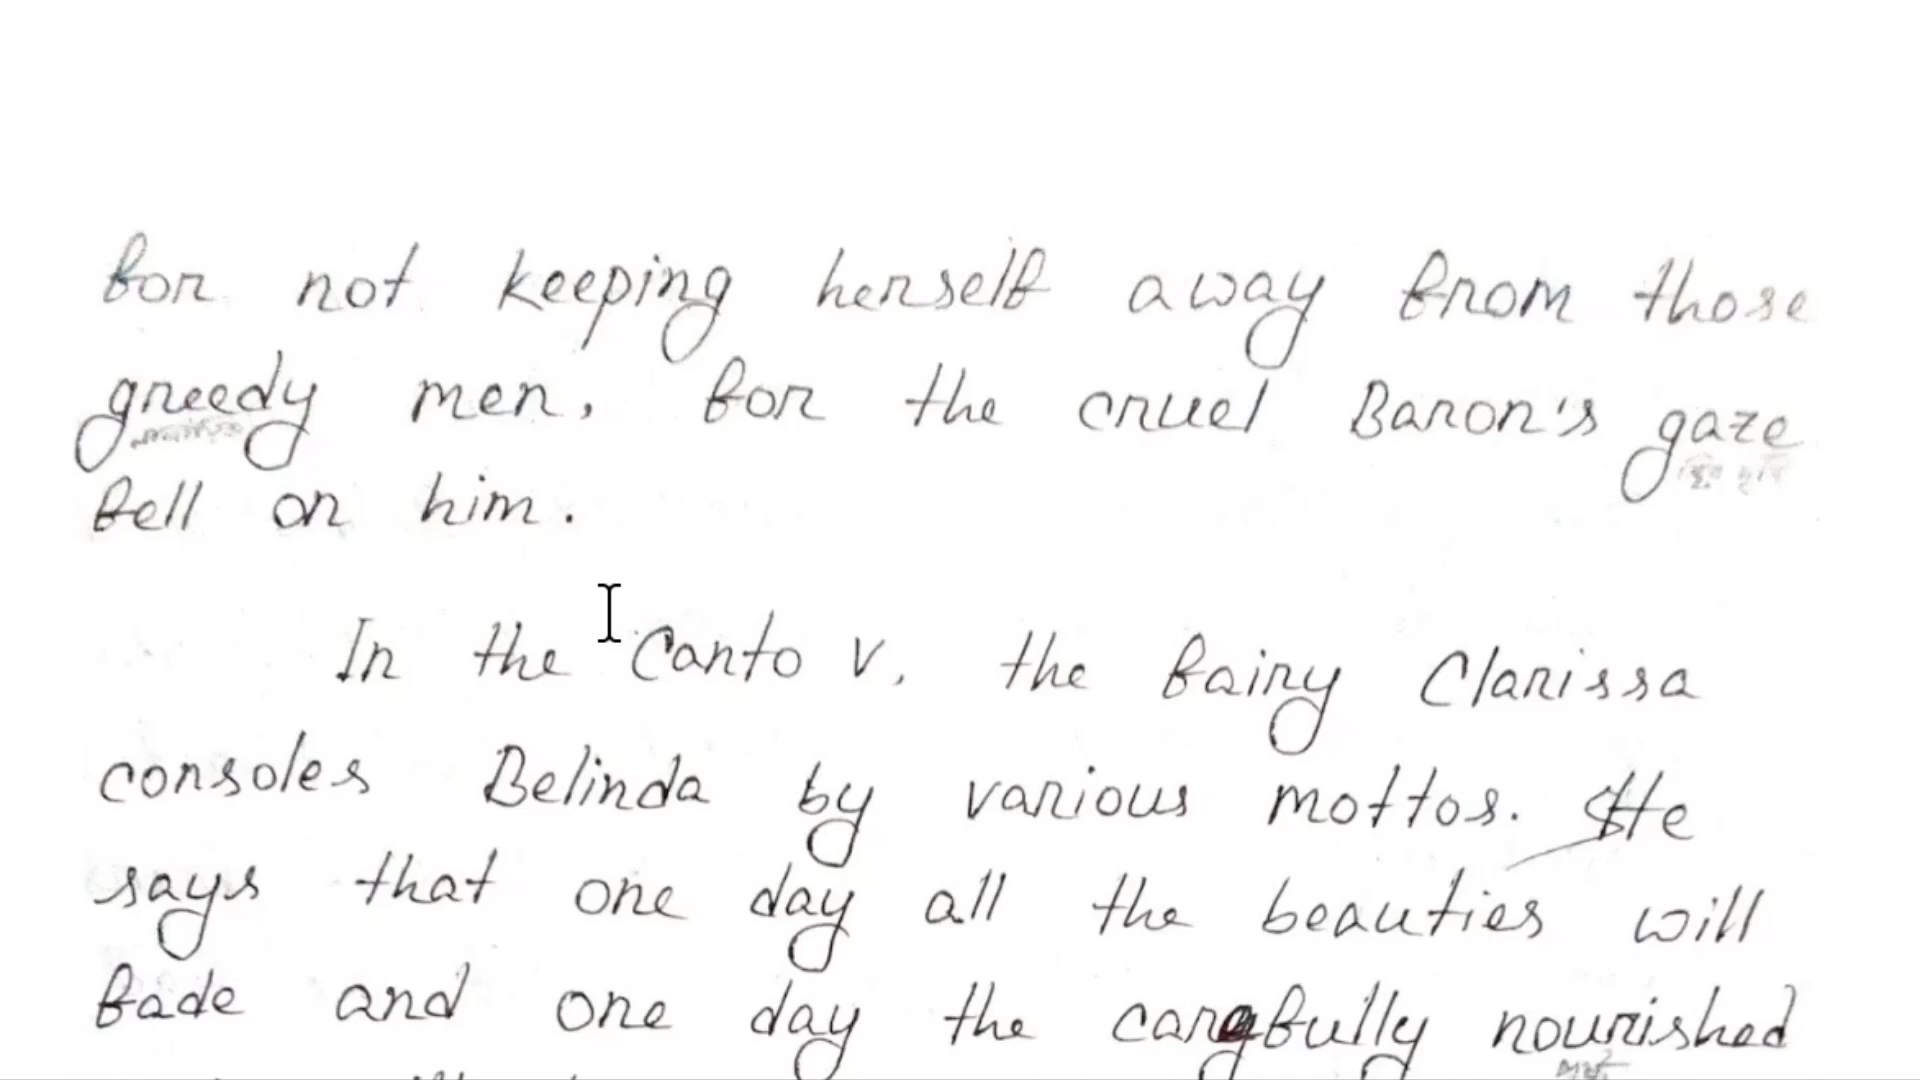 for not keeping herself away from those
greedy men, for the cruel Baron's gaze
fell on him.
In the Canto V, the fairy Clarissa
consoles Belinda by various mottos. She
says that one day all the beauties will
fade and one day the carefully nourished